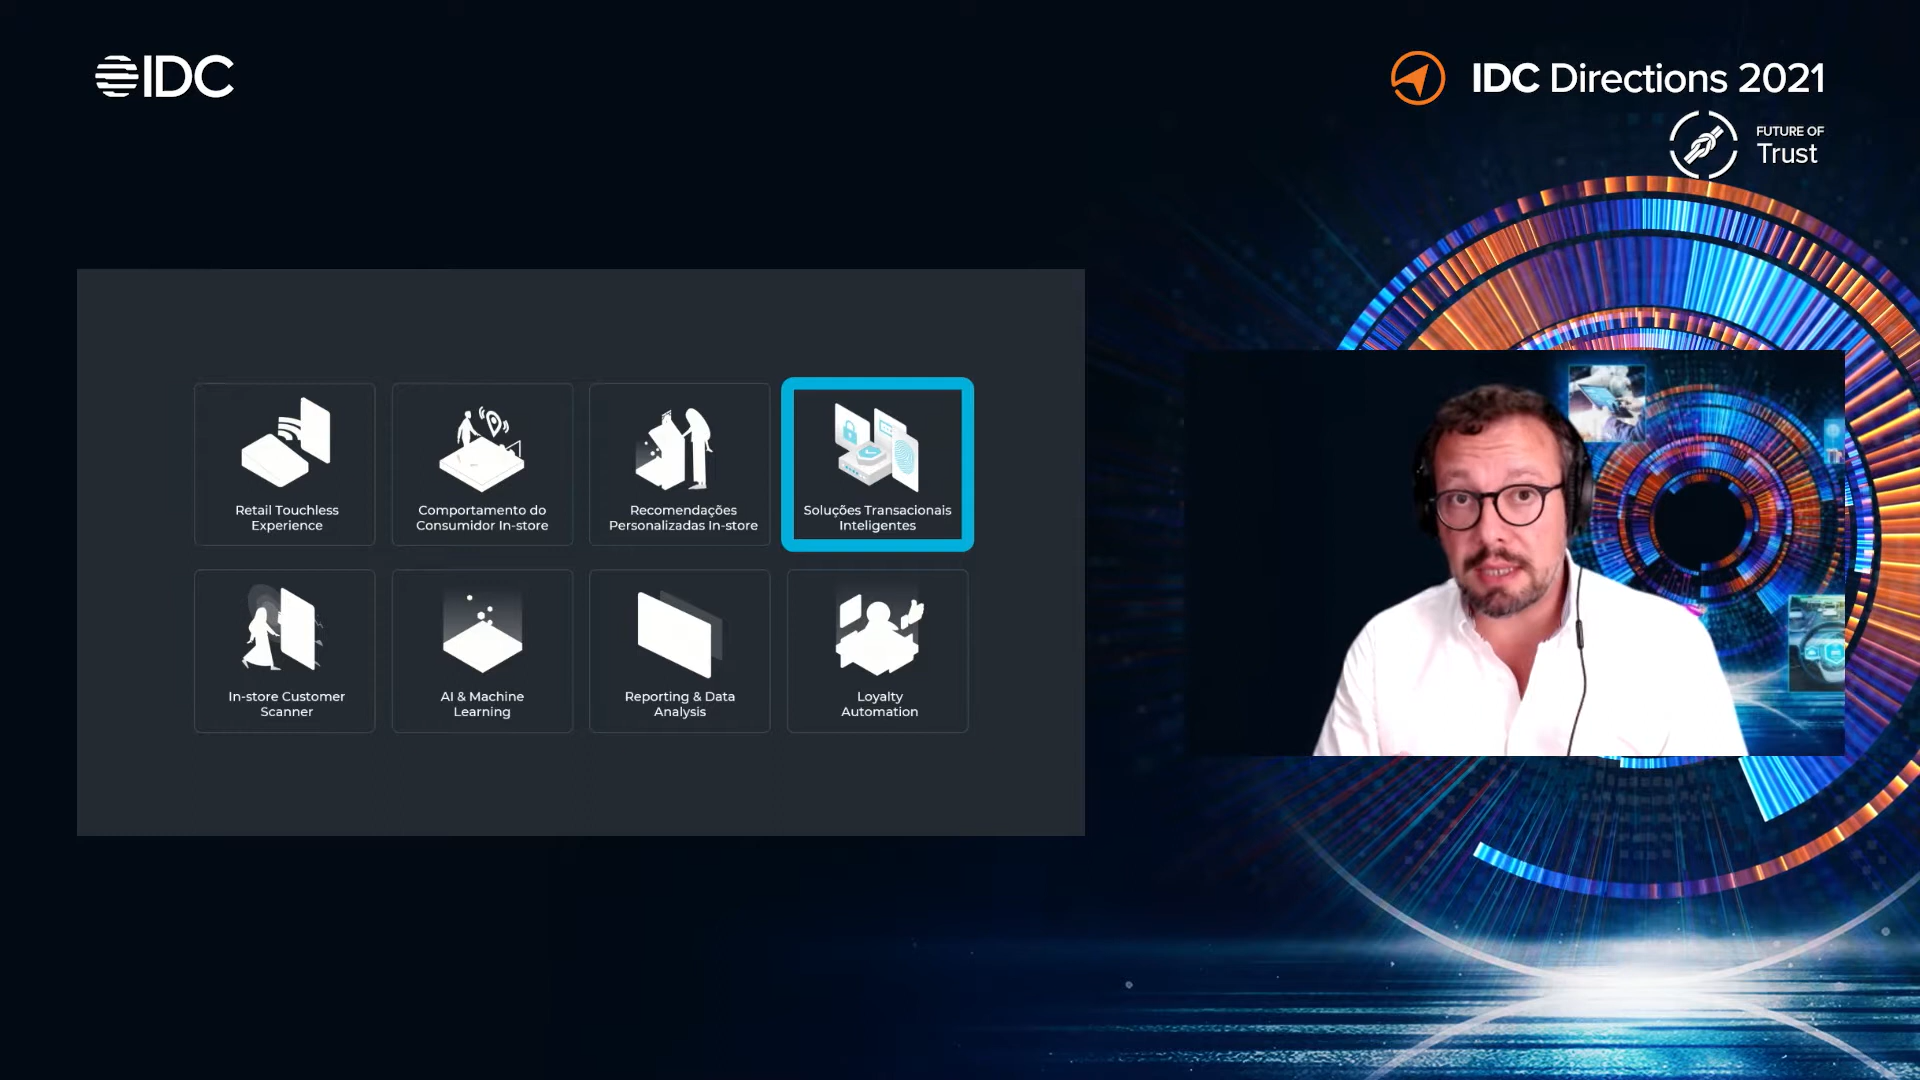 IDC
IDC Directions 2021
FUTURE OF
Trust
Retail Touchless
Experience
Comportamento do
Consumidor In-store
Recomendações
Personalizadas In-store
Soluções Transacionais
Inteligentes
In-store Customer
Scanner
AI & Machine
Learning
Reporting & Data
Analysis
Loyalty
Automation